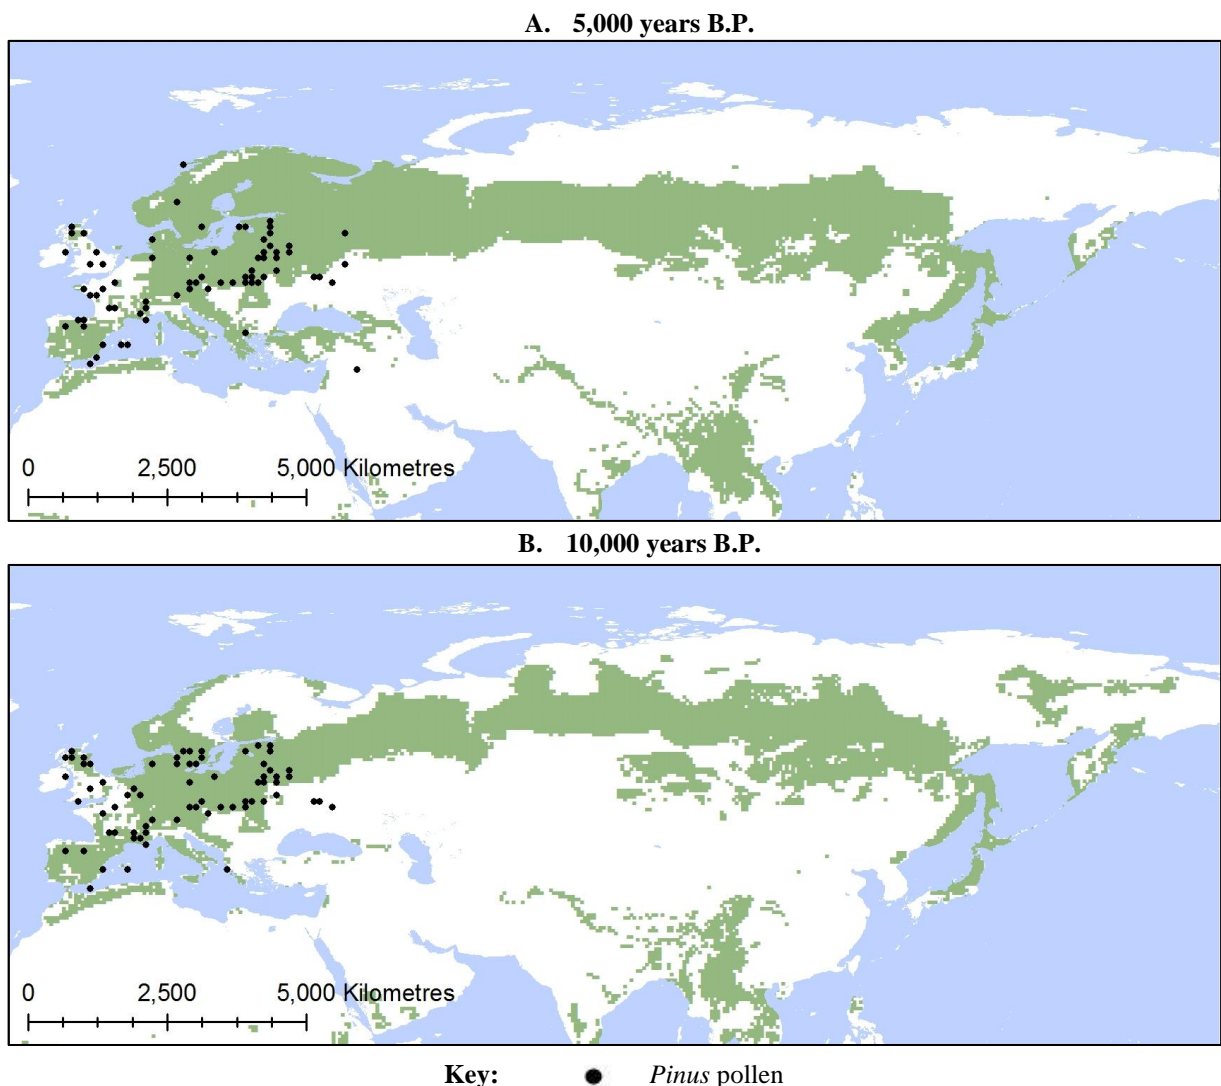 A. 5,000 years B.P.
0 2,500 5,000 Kilometres
B. 10,000 years B.P.
0 2,500 5,000 Kilometres
Key: Pinus pollen